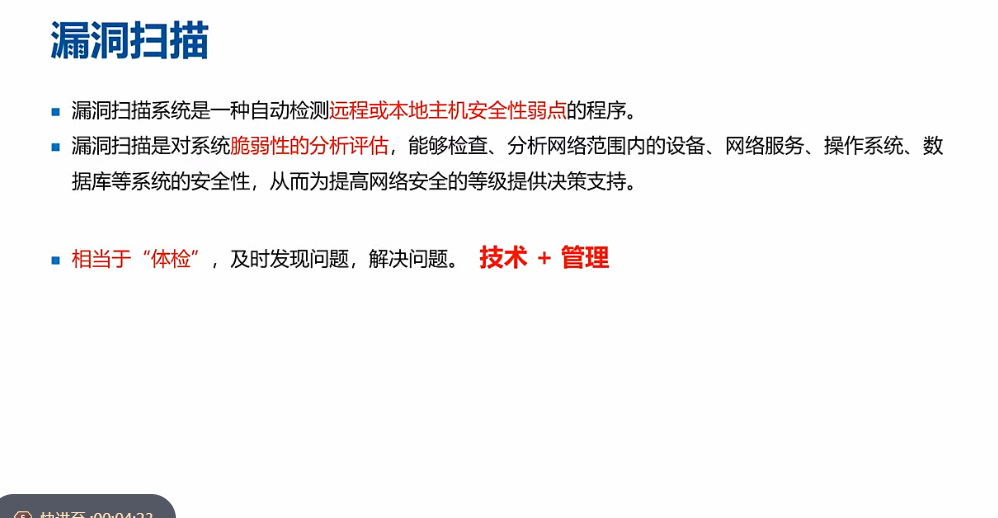 漏洞扫描
漏洞扫描系统是一种自动检测远程或本地主机安全性弱点的程序。
漏洞扫描是对系统脆弱性的分析评估，能够检查、分析网络范围内的设备、网络服务、操作系统、数
据库等系统的安全性，从而为提高网络安全的等级提供决策支持。
相当于“体检”，及时发现问题，解决问题。 技术 + 管理
快进至:00:04:33